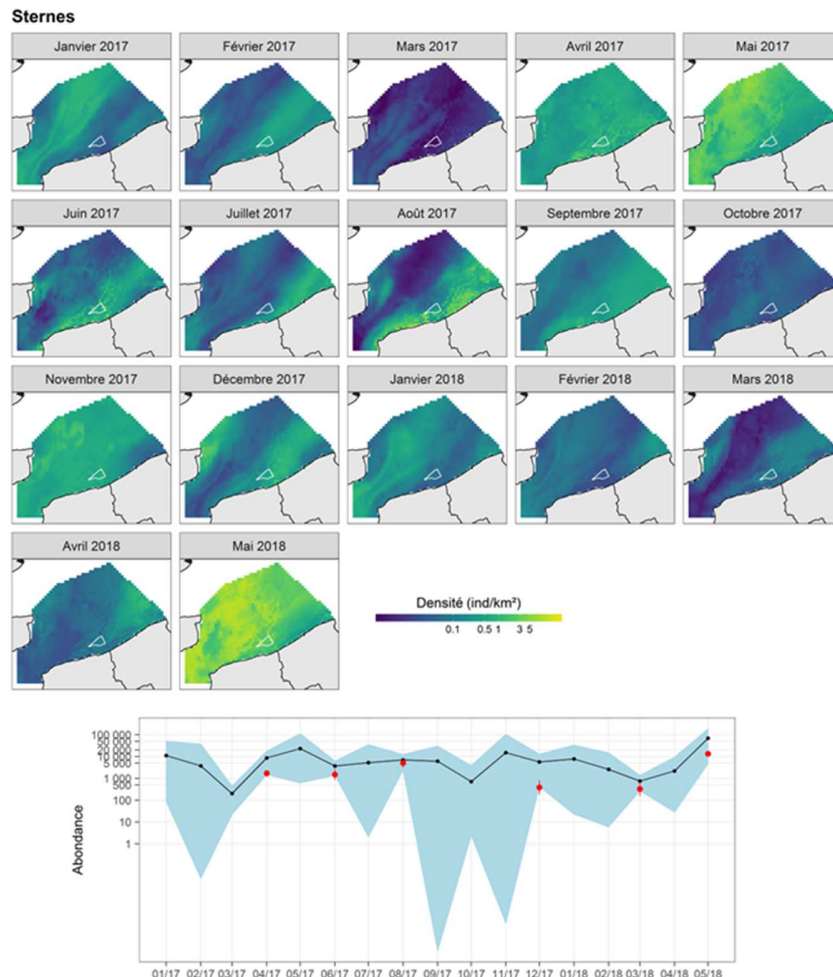 Sternes
Janvier 2017
Février 2017
Mars 2017
Avril 2017
Mai 2017
Juin 2017
Juillet 2017
Août 2017
Septembre 2017
Octobre 2017
Novembre 2017
Décembre 2017
Janvier 2018
Février 2018
Mars 2018
Avril 2018
Mai 2018
Densité (ind/km²)
0.1 0.5 1 3 5
Abondance
100 000
50 000
20 000
10 000
5 000
1 000
500
100
10
1
01/17 02/17 03/17 04/17 05/17 06/17 07/17 08/17 09/17 10/17 11/17 12/17 01/18 02/18 03/18 04/18 05/18